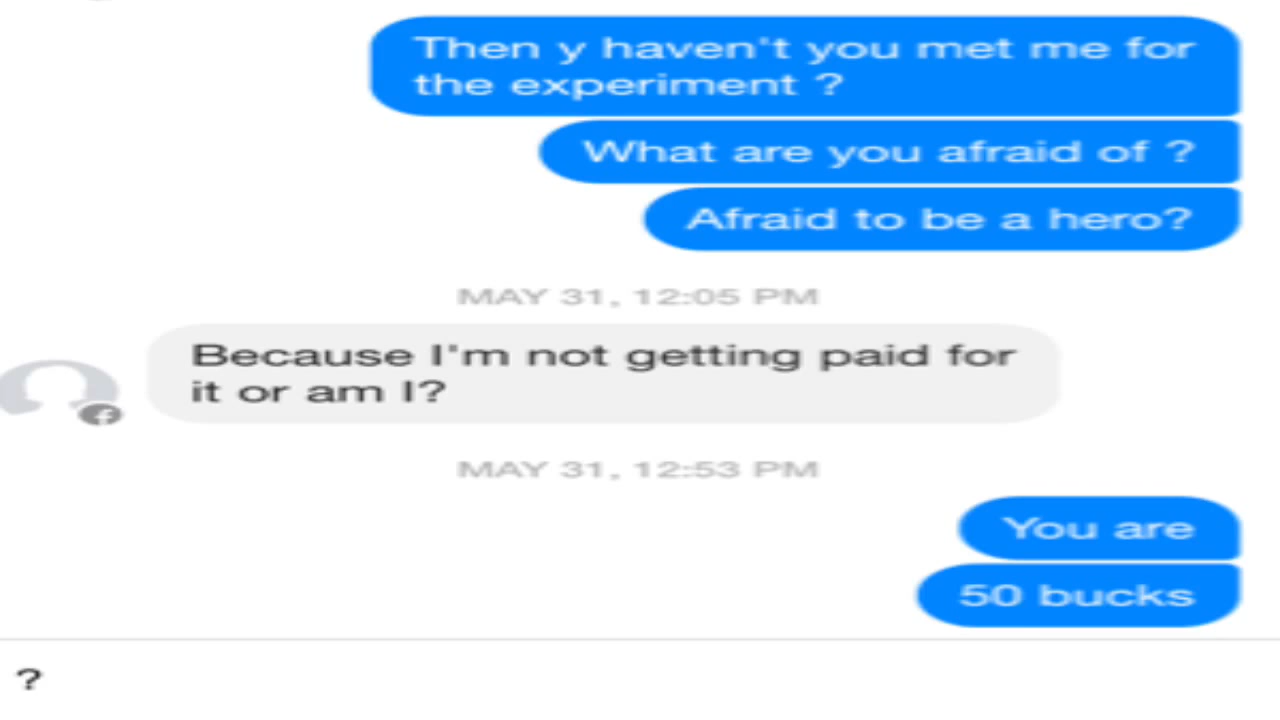 Then y haven't you met me for
the experiment ?
What are you afraid of ?
Afraid to be a hero?
MAY 31, 12:05 PM
Because I'm not getting paid for
it or am I?
MAY 31, 12:53 PM
You are
50 bucks
?